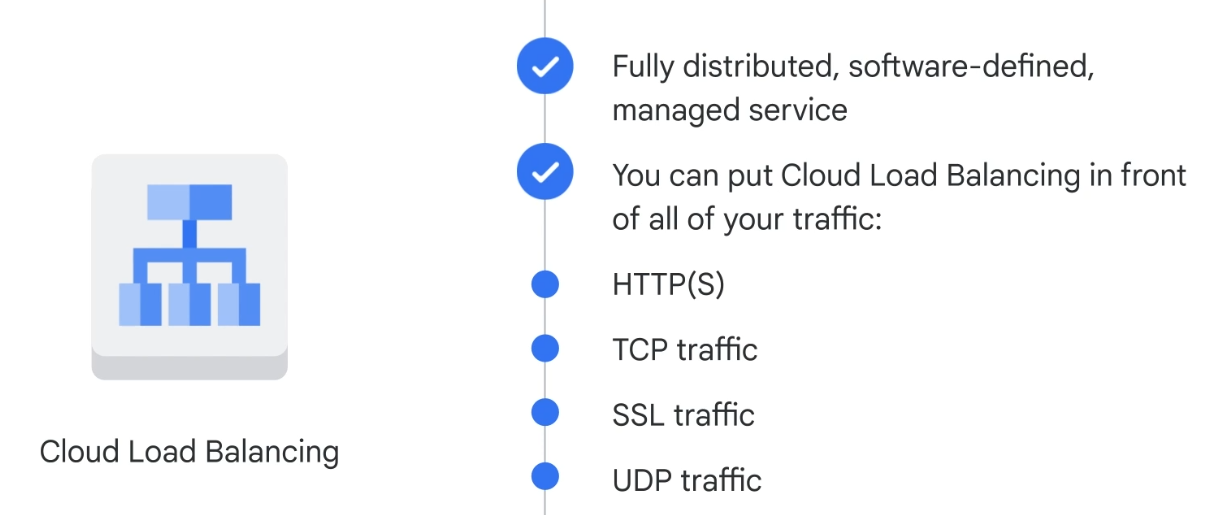 Fully distributed, software-defined,
managed service
You can put Cloud Load Balancing in front
of all of your traffic:
HTTP(S)
TCP traffic
SSL traffic
UDP traffic
Cloud Load Balancing